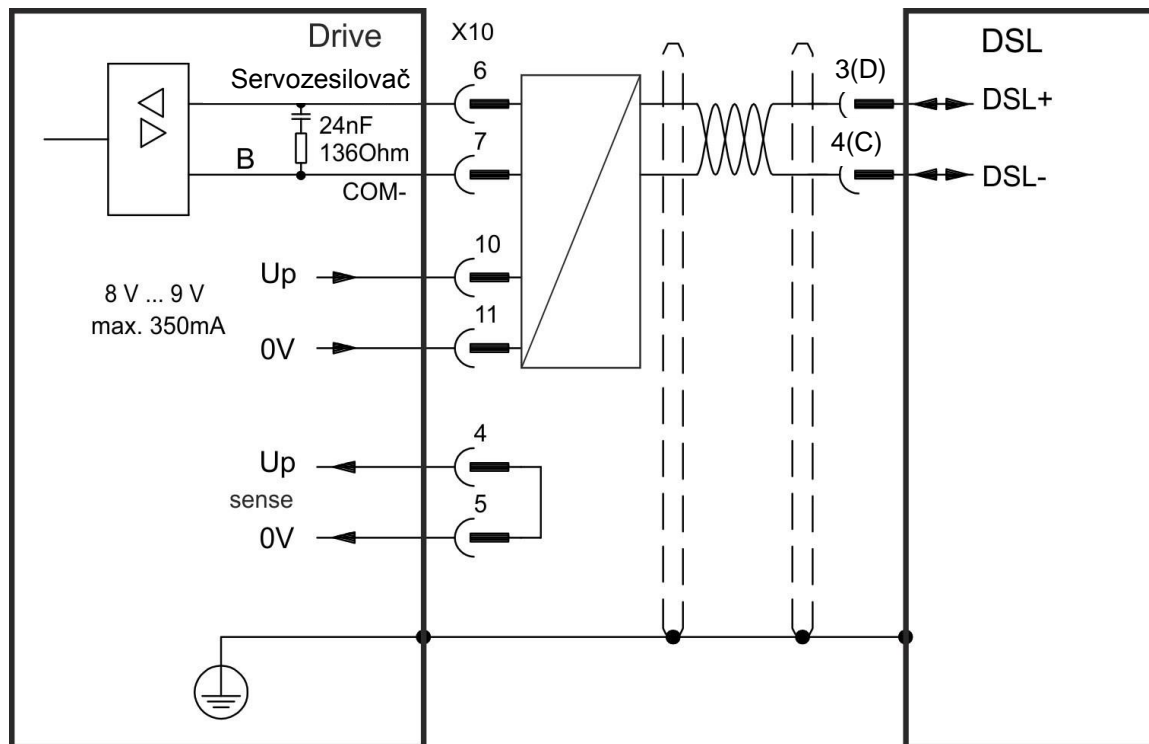 Drive
X10
DSL
Servozesilovač
6
3(D)
DSL+
24nF
136Ohm
7
4(C)
B
COM-
DSL-
10
Up
8 V ... 9 V
max. 350mA
11
0V
4
Up
sense
5
0V